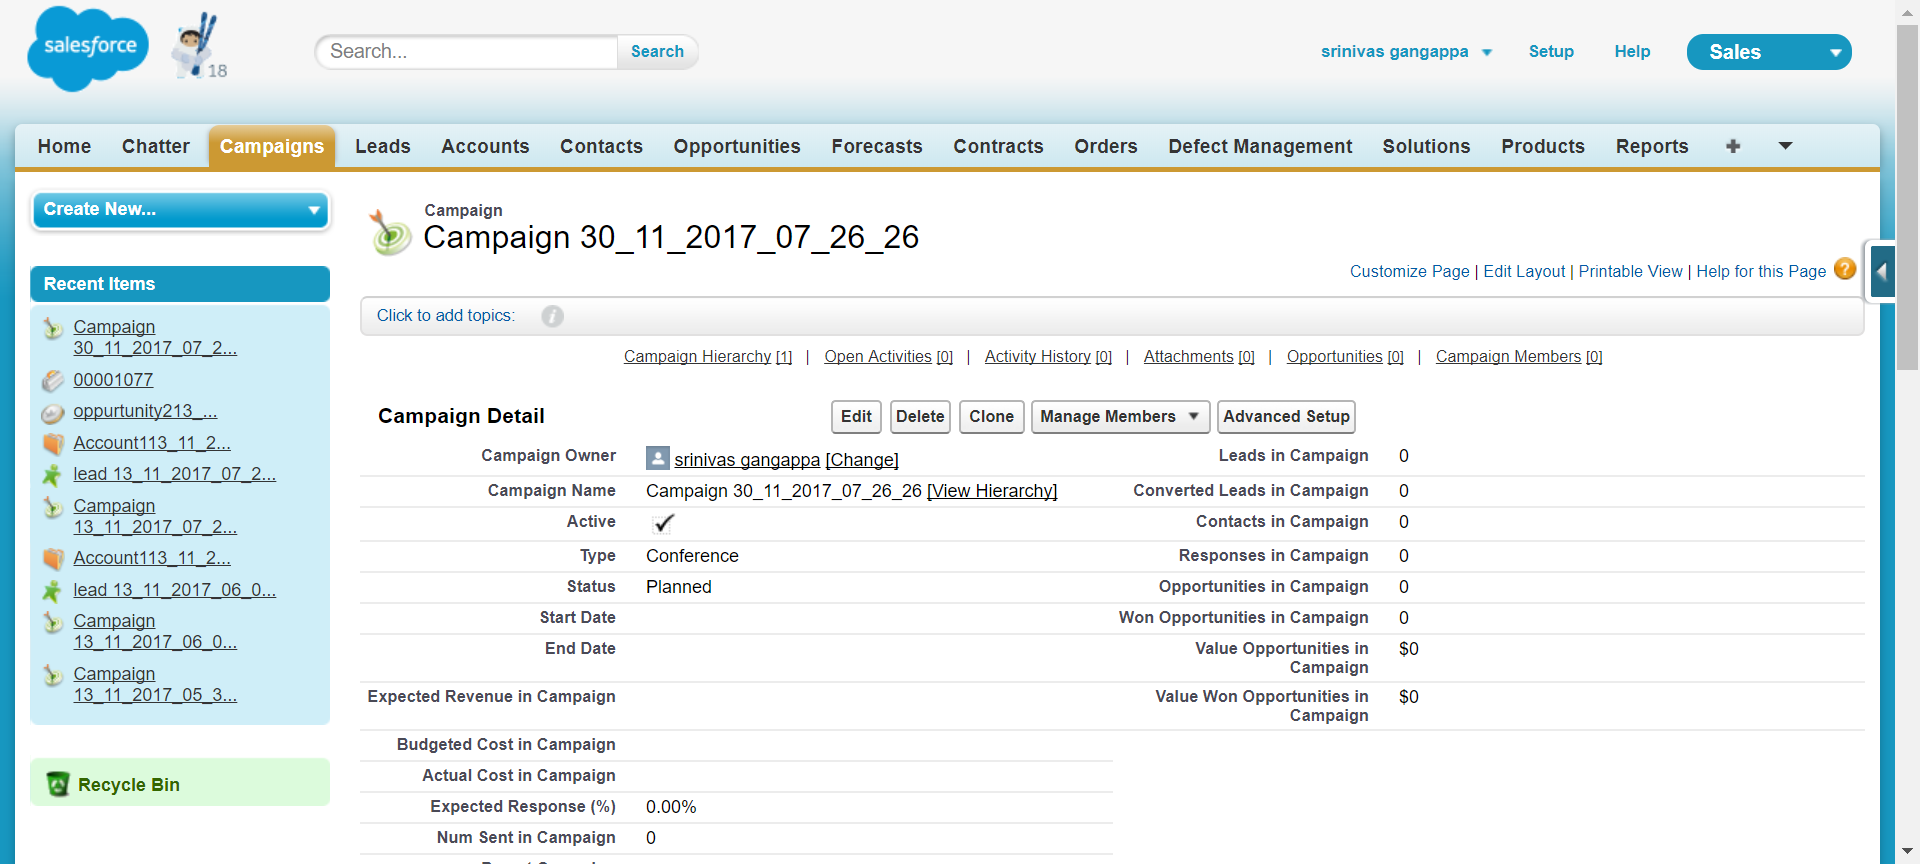 salesforce
18
Search...
Search
srinivas gangappa
Setup
Help
Sales
Home
Chatter
Campaigns
Leads
Accounts
Contacts
Opportunities
Forecasts
Contracts
Orders
Defect Management
Solutions
Products
Reports
Create New...
Recent Items
Campaign
30_11_2017_07_2...
00001077
oppurtunity213_...
Account113_11_2...
lead 13_11_2017_07_2...
Campaign
13_11_2017_07_2...
Account113_11_2...
lead 13_11_2017_06_0...
Campaign
13_11_2017_06_0...
Campaign
13_11_2017_05_3...
Recycle Bin
Campaign
Campaign 30_11_2017_07_26_26
Customize Page | Edit Layout | Printable View | Help for this Page ?
Click to add topics: i
Campaign Hierarchy [1] | Open Activities [0] | Activity History [0] | Attachments [0] | Opportunities [0] | Campaign Members [0]
Campaign Detail
Edit
Delete
Clone
Manage Members
Advanced Setup
Campaign Owner srinivas gangappa [Change]
Leads in Campaign 0
Campaign Name Campaign 30_11_2017_07_26_26 [View Hierarchy]
Converted Leads in Campaign 0
Active
Contacts in Campaign 0
Type Conference
Responses in Campaign 0
Status Planned
Opportunities in Campaign 0
Start Date
Won Opportunities in Campaign 0
End Date
Value Opportunities in $0
Campaign
Expected Revenue in Campaign
Value Won Opportunities in $0
Campaign
Budgeted Cost in Campaign
Actual Cost in Campaign
Expected Response (%) 0.00%
Num Sent in Campaign 0